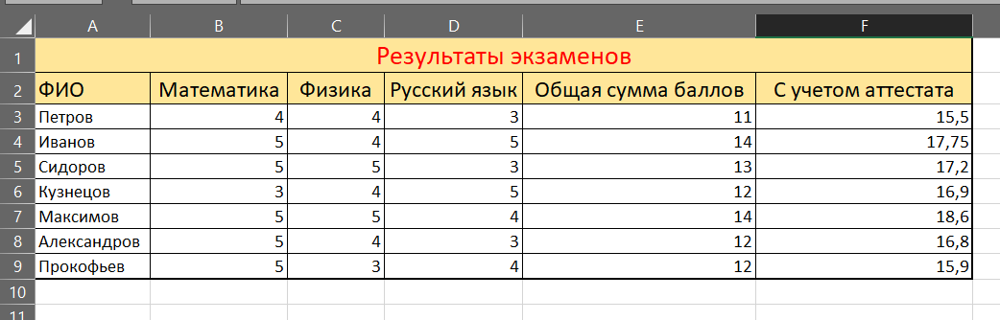 A B C D E F
1 Результаты экзаменов
2 ФИО Математика Физика Русский язык Общая сумма баллов С учетом аттестата
3 Петров 4 4 3 11 15,5
4 Иванов 5 4 5 14 17,75
5 Сидоров 5 5 3 13 17,2
6 Кузнецов 3 4 5 12 16,9
7 Максимов 5 5 4 14 18,6
8 Александров 5 4 3 12 16,8
9 Прокофьев 5 3 4 12 15,9
10
11